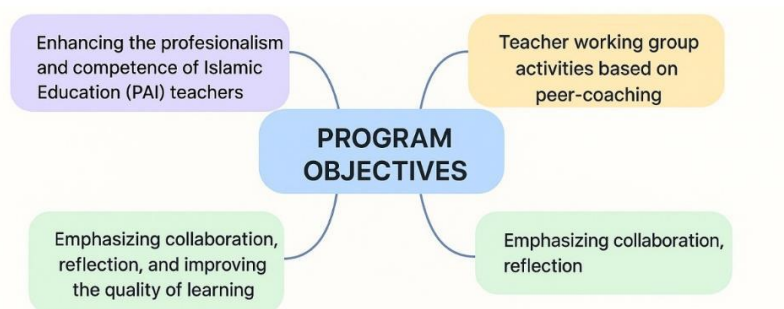 Enhancing the profesionalism
and competence of Islamic
Education (PAI) teachers
Teacher working group
activities based on
peer-coaching
PROGRAM
OBJECTIVES
Emphasizing collaboration,
reflection, and improving
the quality of learning
Emphasizing collaboration,
reflection